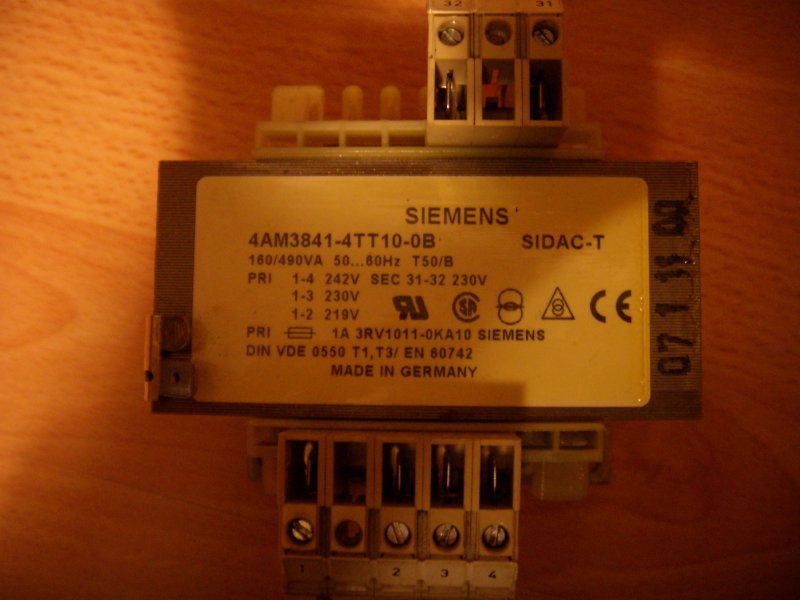 32 31
SIEMENS
4AM3841-4TT10-0B SIDAC-T
160/490VA 50...60Hz T50/B
PRI 1-4 242V SEC 31-32 230V
1-3 230V
1-2 219V
PRI 1A 3RV1011-0KA10 SIEMENS
DIN VDE 0550 T1,T3/ EN 60742
MADE IN GERMANY
1 2 3 4